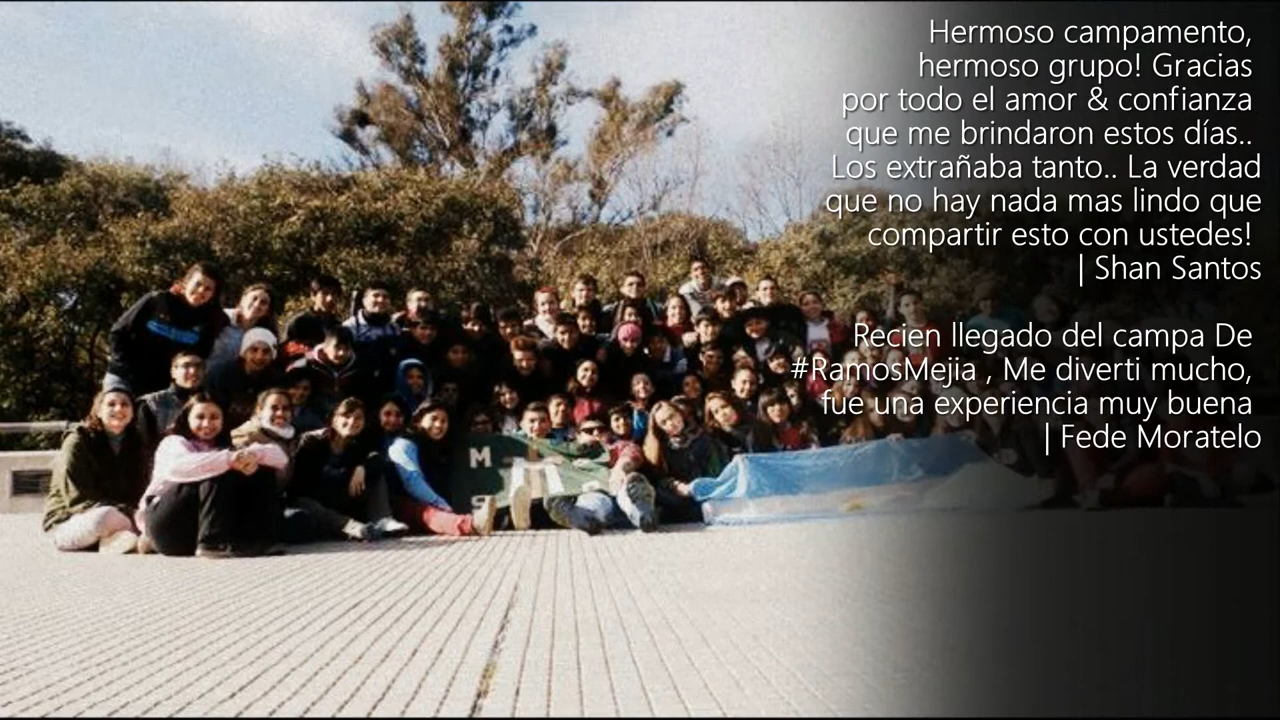 Hermoso campamento,
hermoso grupo! Gracias
por todo el amor & confianza
que me brindaron estos días..
Los extrañaba tanto.. La verdad
que no hay nada mas lindo que
compartir esto con ustedes!
| Shan Santos
Recien llegado del campa De
#RamosMejia , Me diverti mucho,
fue una experiencia muy buena
| Fede Moratelo
M